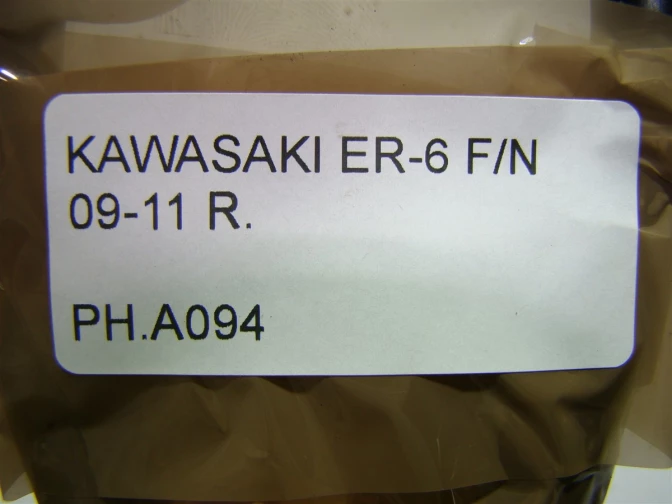 KAWASAKI ER-6 F/N
09-11 R.
PH.A094